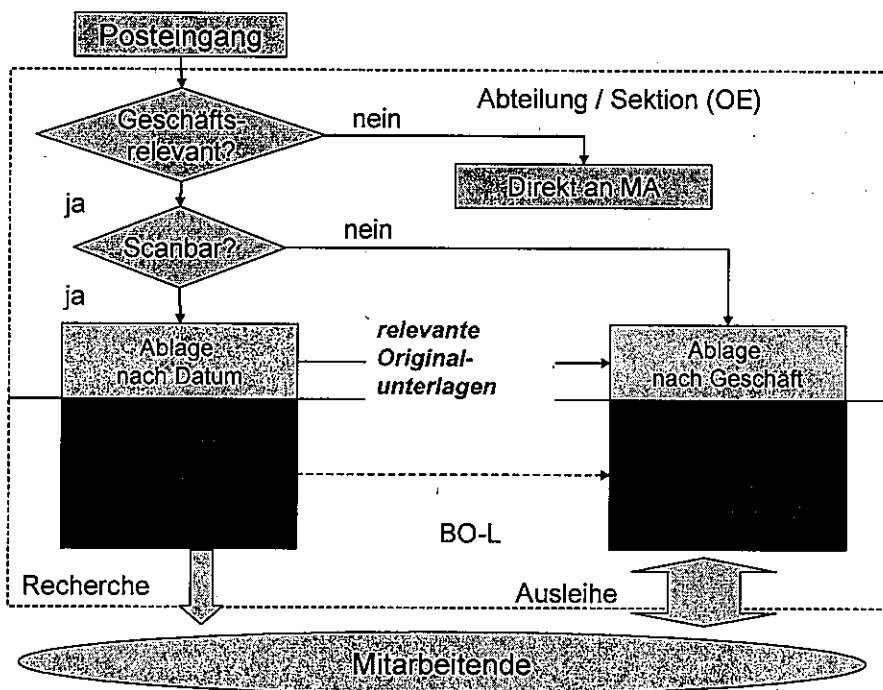 Posteingang
Abteilung / Sektion (OE)
Geschäfts-
relevant?
nein
Direkt an MA
ja
Scanbar?
nein
ja
Ablage
nach Datum
relevante
Original-
unterlagen
Ablage
nach Geschäft
BO-L
Recherche
Ausleihe
Mitarbeitende